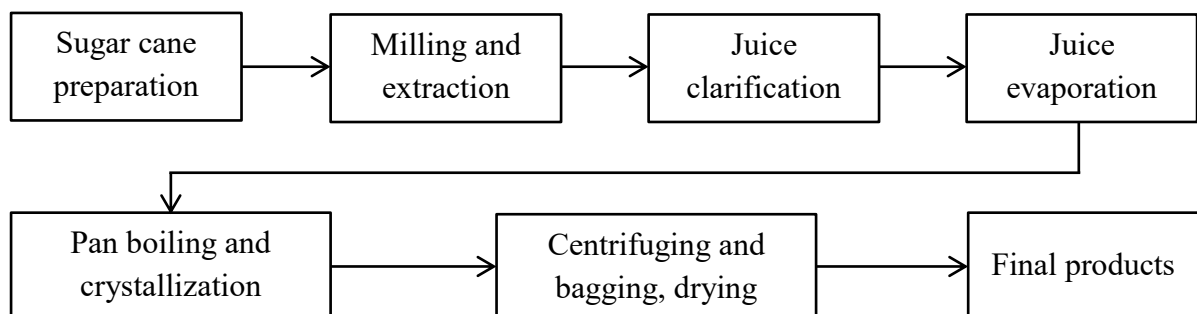 Sugar cane
preparation
Milling and
extraction
Juice
clarification
Juice
evaporation
Pan boiling and
crystallization
Centrifuging and
bagging, drying
Final products